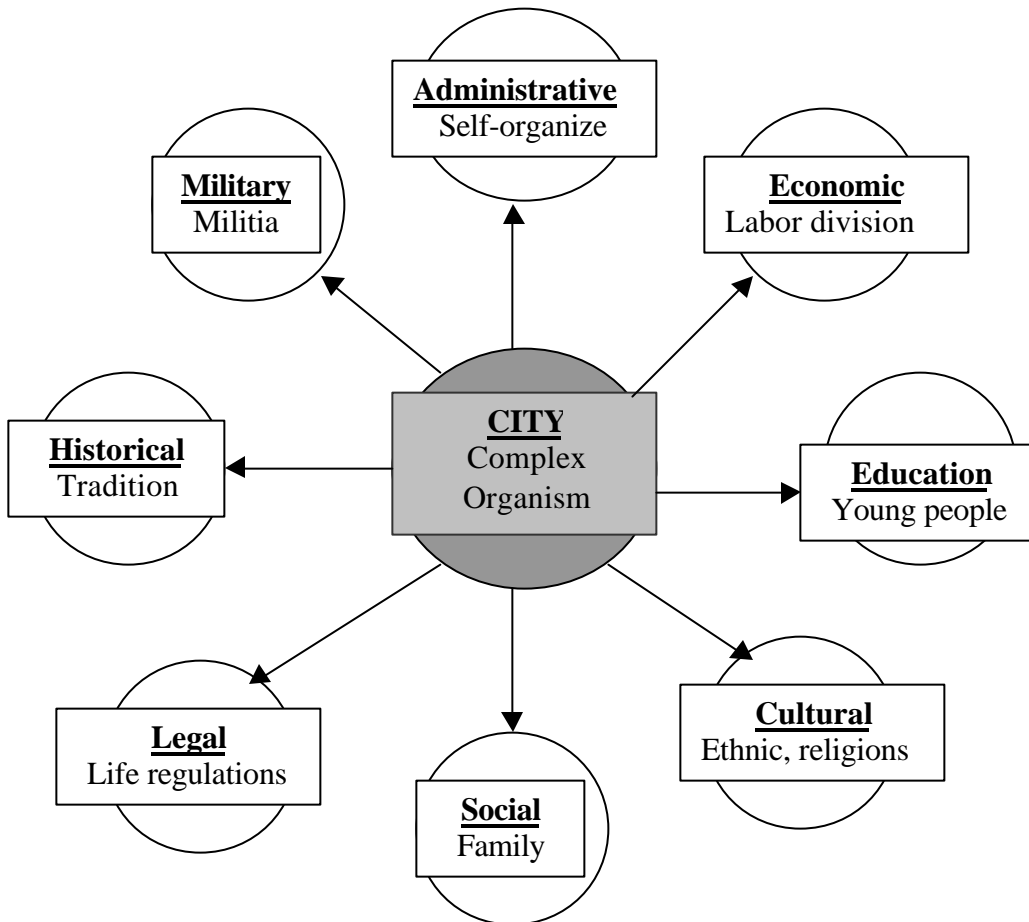 Administrative
Self-organize
Military
Militia
Economic
Labor division
CITY
Complex
Organism
Historical
Tradition
Education
Young people
Legal
Life regulations
Social
Family
Cultural
Ethnic, religions